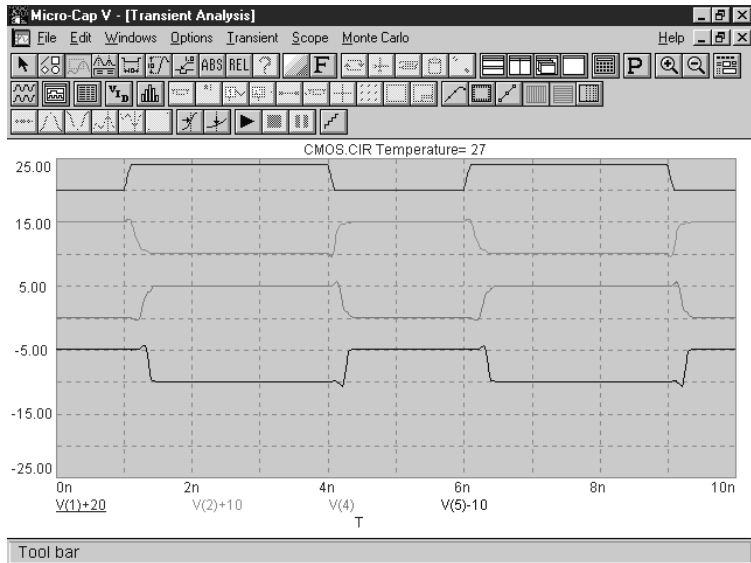 Micro-Cap V - [Transient Analysis]
File Edit Windows Options Transient Scope Monte Carlo Help
ABS REL ? F P
CMOS.CIR Temperature= 27
25.00
15.00
5.00
-5.00
-15.00
-25.00
0n 2n 4n 6n 8n 10n
V(1)+20 V(2)+10 V(4) V(5)-10
T
Tool bar